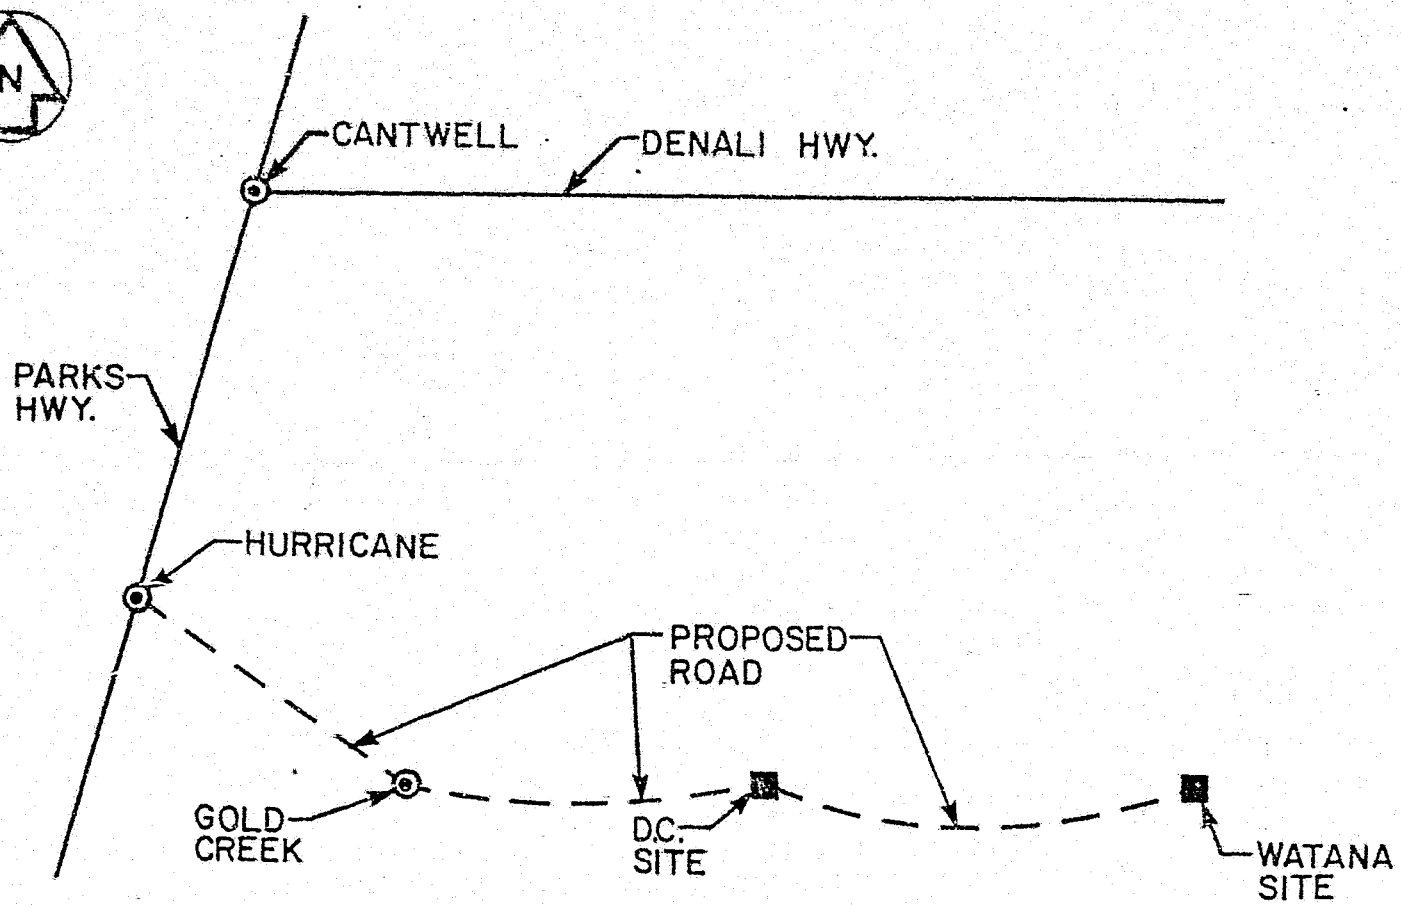 N
CANTWELL
DENALI HWY.
PARKS
HWY.
HURRICANE
PROPOSED
ROAD
GOLD
CREEK
D.C.
SITE
WATANA
SITE